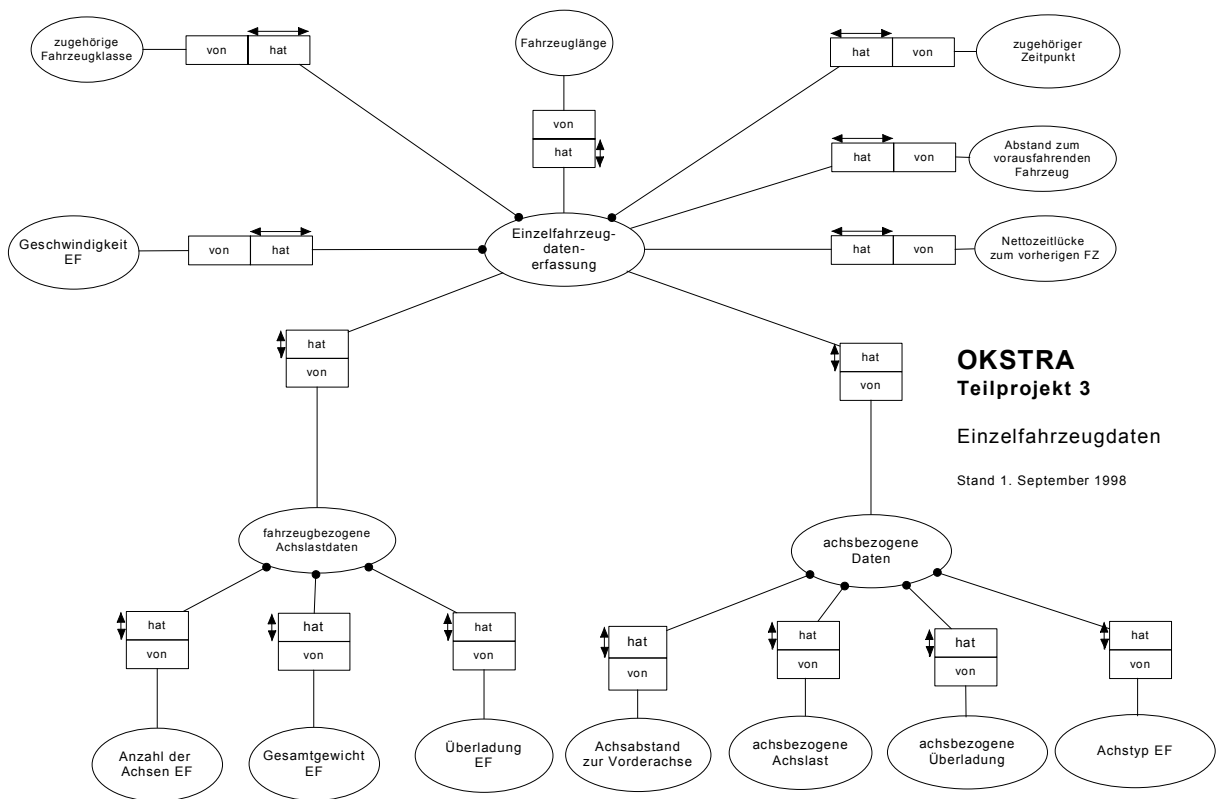 zugehörige
Fahrzeugklasse
von
hat
Fahrzeuglänge
von
hat
hat
von
zugehöriger
Zeitpunkt
hat
von
Abstand zum
vorausfahrenden
Fahrzeug
Geschwindigkeit
EF
von
hat
Einzelfahrzeug-
daten-
erfassung
hat
von
Nettozeitlücke
zum vorherigen FZ
hat
von
hat
von
OKSTRA
Teilprojekt 3
Einzelfahrzeugdaten
Stand 1. September 1998
fahrzeugbezogene
Achslastdaten
achsbezogene
Daten
hat
von
hat
von
hat
von
hat
von
hat
von
hat
von
hat
von
Anzahl der
Achsen EF
Gesamtgewicht
EF
Überladung
EF
Achsabstand
zur Vorderachse
achsbezogene
Achslast
achsbezogene
Überladung
Achstyp EF